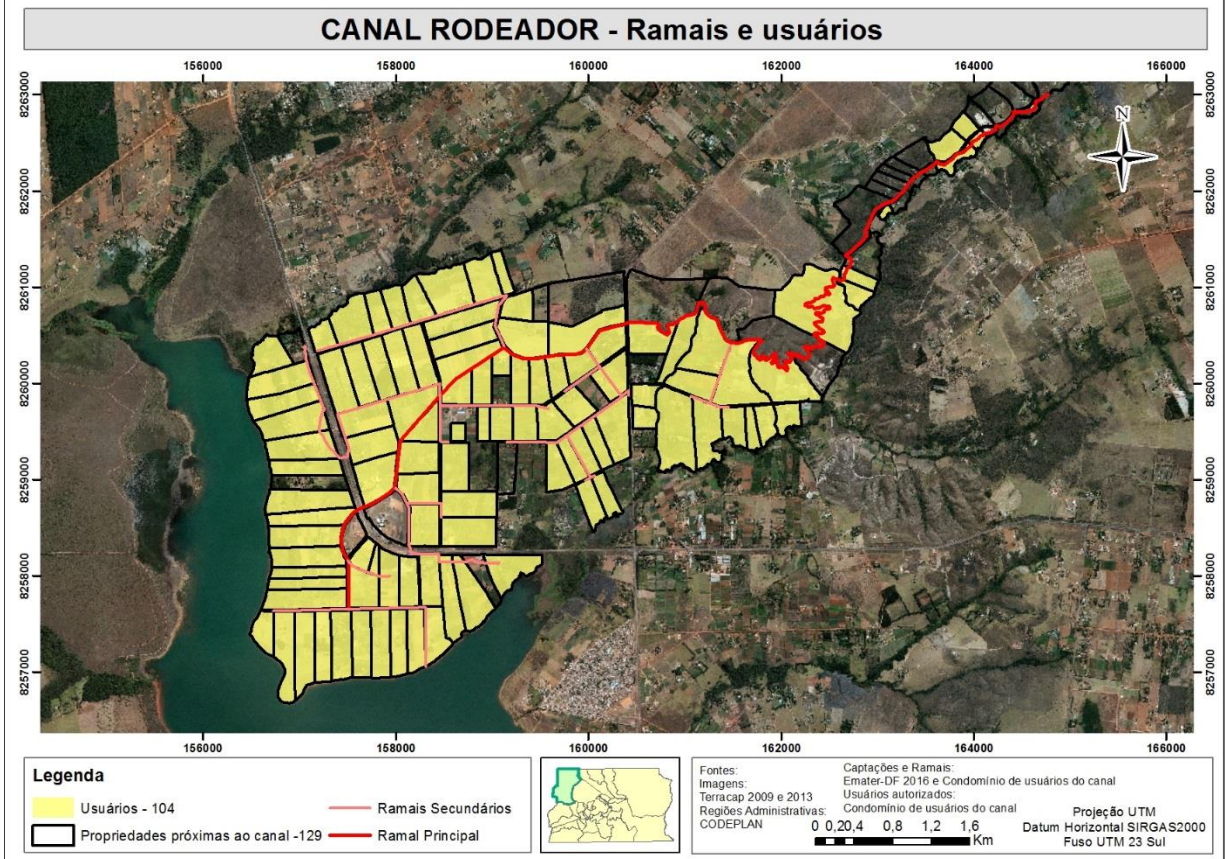 CANAL RODEADOR - Ramais e usuários
156000 158000 160000 162000 164000 166000
8263000 8263000
N
8262000 8262000
8261000 8261000
8260000 8260000
8259000 8259000
8258000 8258000
8257000 8257000
156000 158000 160000 162000 164000 166000
Legenda
Usuários - 104
Ramais Secundários
Propriedades próximas ao canal -129
Ramal Principal
Fontes:
Imagens:
Terracap 2009 e 2013
Regiões Administrativas:
CODEPLAN
Captações e Ramais:
Emater-DF 2016 e Condomínio de usuários do canal
Usuários autorizados:
Condomínio de usuários do canal
0 0,20,4 0,8 1,2 1,6
Km
Projeção UTM
Datum Horizontal SIRGAS2000
Fuso UTM 23 Sul